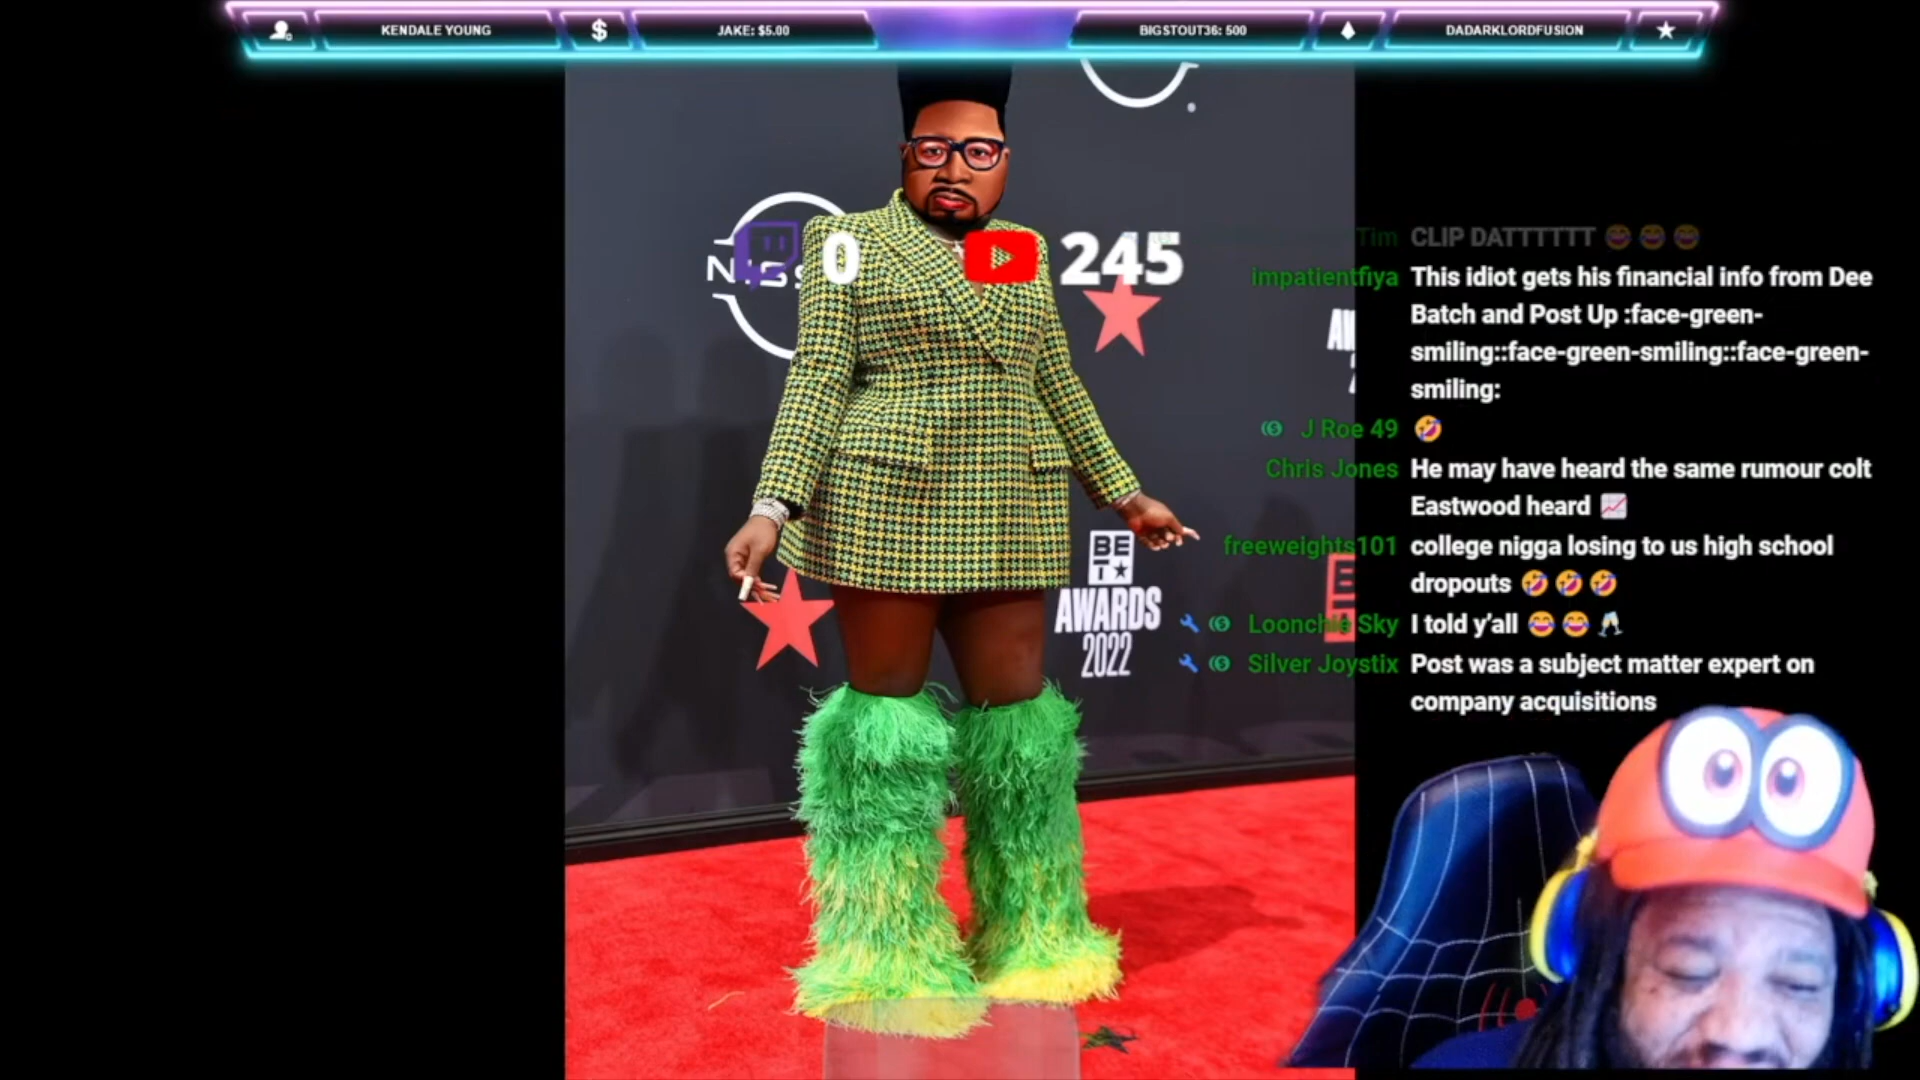 KENDALE YOUNG
JAKE: $5.00
BIGSTOUT36: 500
DADARKLORDFUSION
0
245
Tim CLIP DATTTTTT 😂 😂 😂
impatientfiya This idiot gets his financial info from Dee
Batch and Post Up :face-green-
smiling::face-green-smiling::face-green-
smiling:
J Roe 49 🤣
Chris Jones He may have heard the same rumour colt
Eastwood heard 📈
freeweights101 college nigga losing to us high school
dropouts 🤣 🤣 🤣
Loonchie Sky I told y'all 😂 😂 🥂
Silver Joystix Post was a subject matter expert on
company acquisitions
BE
T★
AWARDS
2022